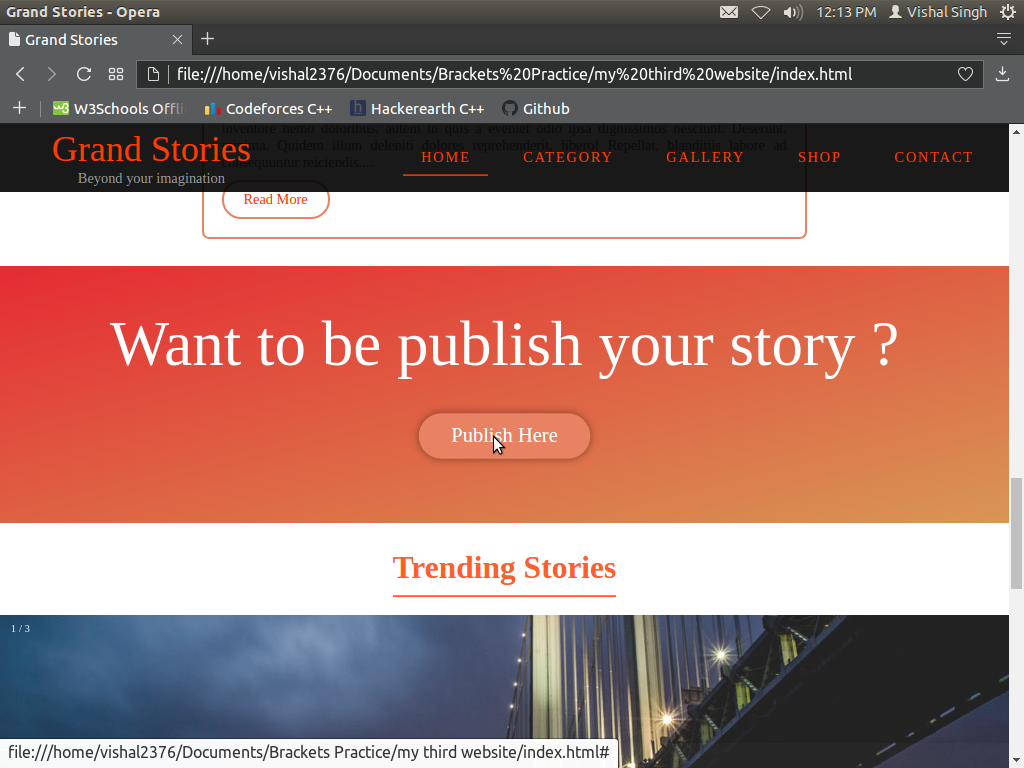 Grand Stories - Opera
12:13 PM Vishal Singh
Grand Stories
file:///home/vishal2376/Documents/Brackets%20Practice/my%20third%20website/index.html
W3Schools Offli
Codeforces C++
Hackerearth C++
Github
Grand Stories
Beyond your imagination
HOME
CATEGORY
GALLERY
SHOP
CONTACT
inventore nemo doloribus, autem in quis a eveniet odio ipsa dignissimos nesciunt. Deserunt,
Quidem illum deleniti dolores reprehenderit, libero! Repellat, blanditiis labore ad
consequuntur reiciendis....
Read More
Want to be publish your story ?
Publish Here
Trending Stories
1 / 3
file:///home/vishal2376/Documents/Brackets Practice/my third website/index.html#